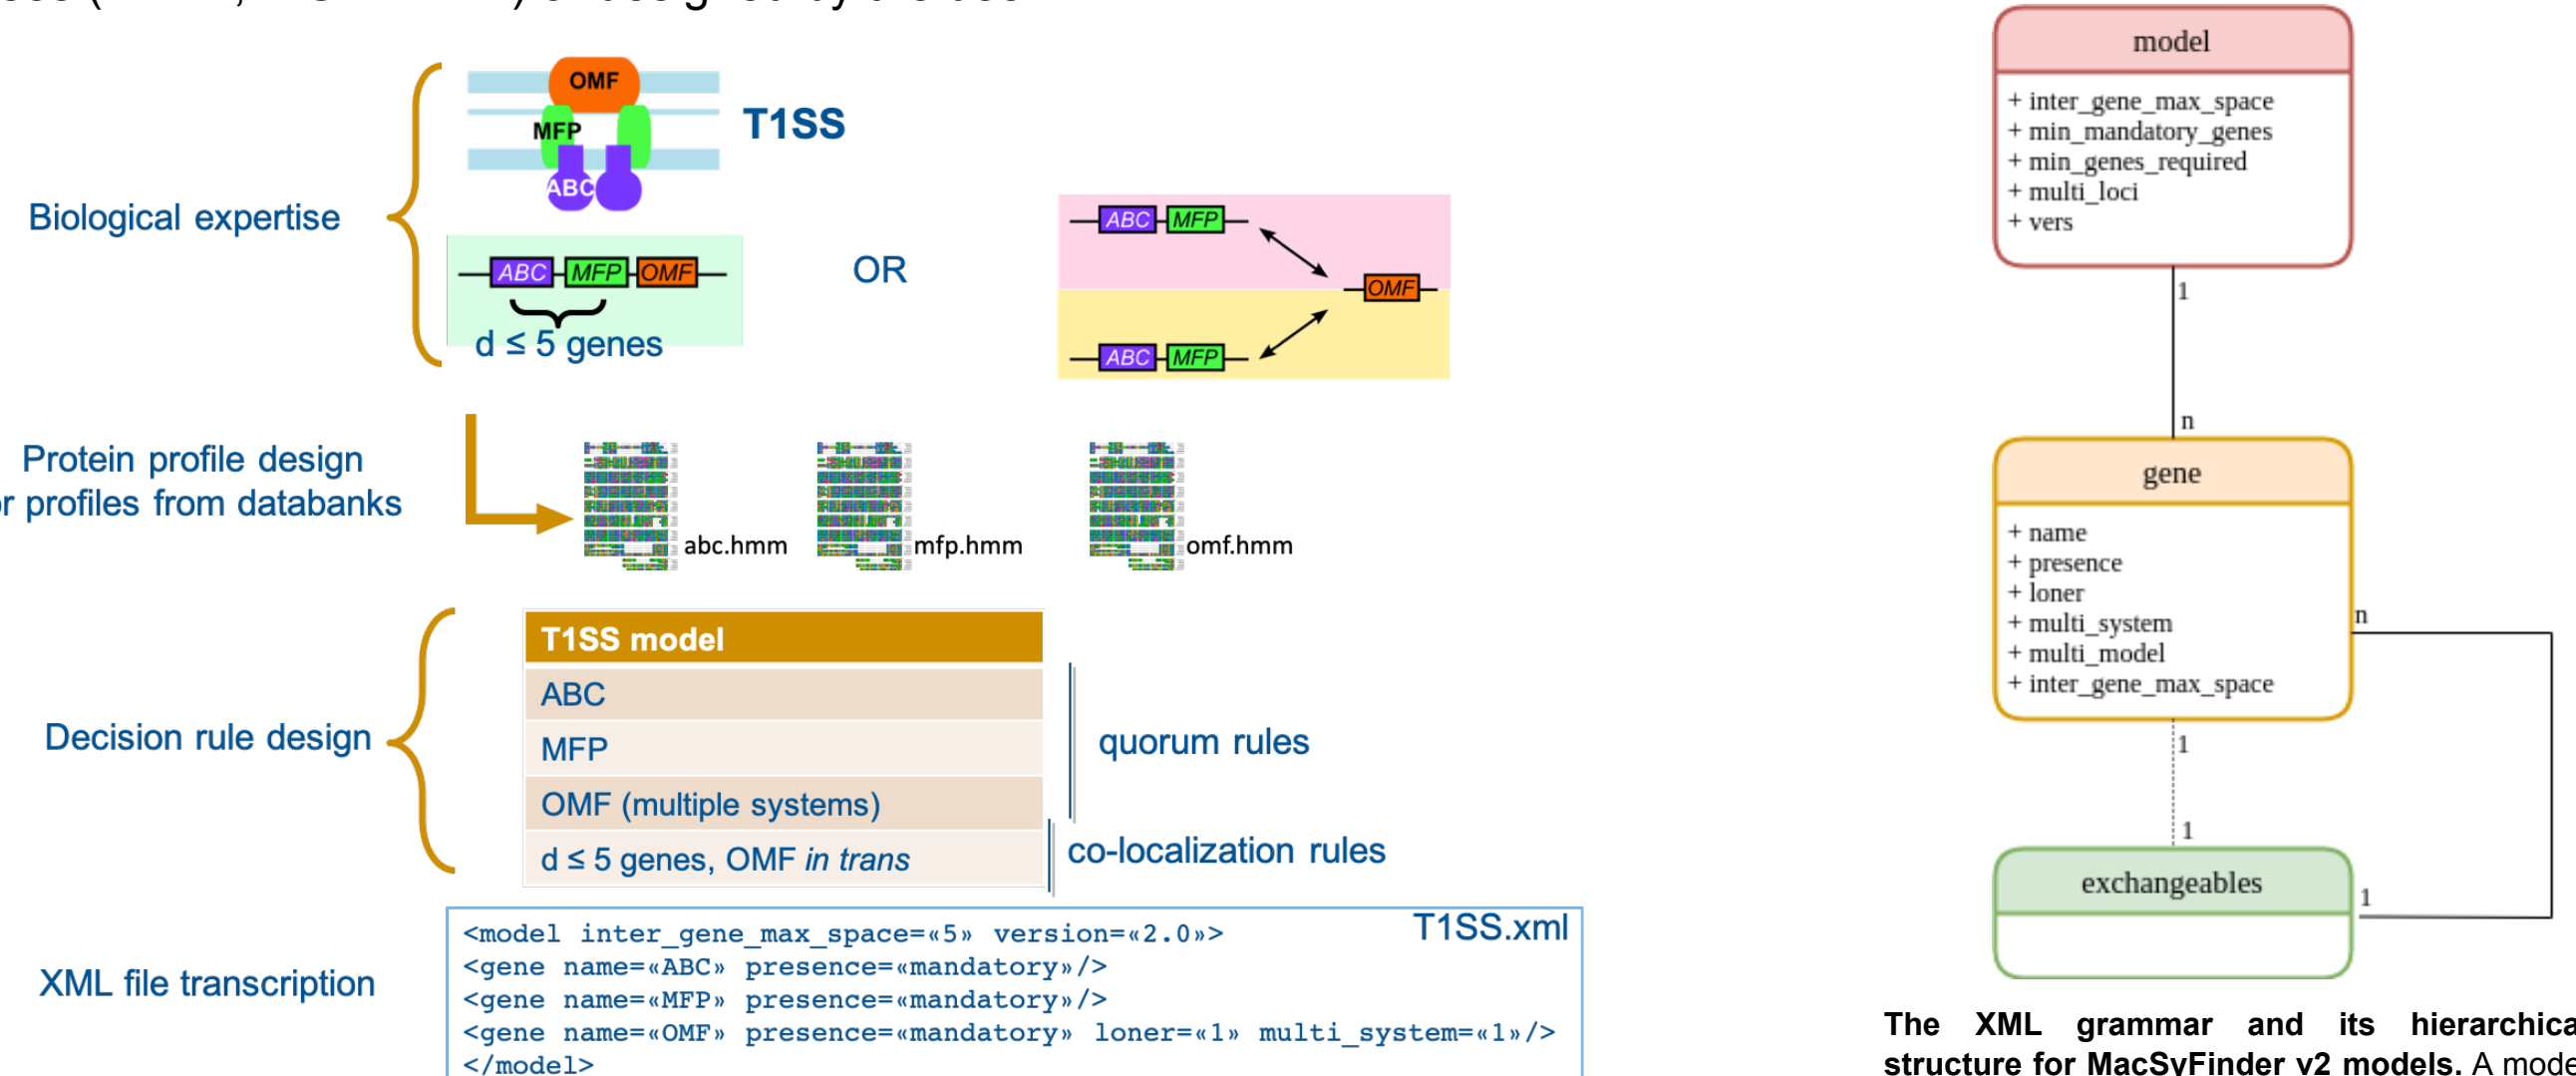 OMF
MFP
T1SS
ABC
Biological expertise
ABC MFP OMF
d ≤ 5 genes
OR
ABC MFP
OMF
ABC MFP
Protein profile design
r profiles from databanks
abc.hmm
mfp.hmm
omf.hmm
Decision rule design
T1SS model
ABC
MFP
OMF (multiple systems)
d ≤ 5 genes, OMF in trans
quorum rules
co-localization rules
XML file transcription
T1SS.xml
<model inter_gene_max_space=«5» version=«2.0»>
<gene name=«ABC» presence=«mandatory»/>
<gene name=«MFP» presence=«mandatory»/>
<gene name=«OMF» presence=«mandatory» loner=«1» multi_system=«1»/>
</model>
model
+ inter_gene_max_space
+ min_mandatory_genes
+ min_genes_required
+ multi_loci
+ vers
1
n
gene
+ name
+ presence
+ loner
+ multi_system
+ multi_model
+ inter_gene_max_space
n
1
1
exchangeables
1
The XML grammar and its hierarchica
structure for MacSyFinder v2 models. A mode